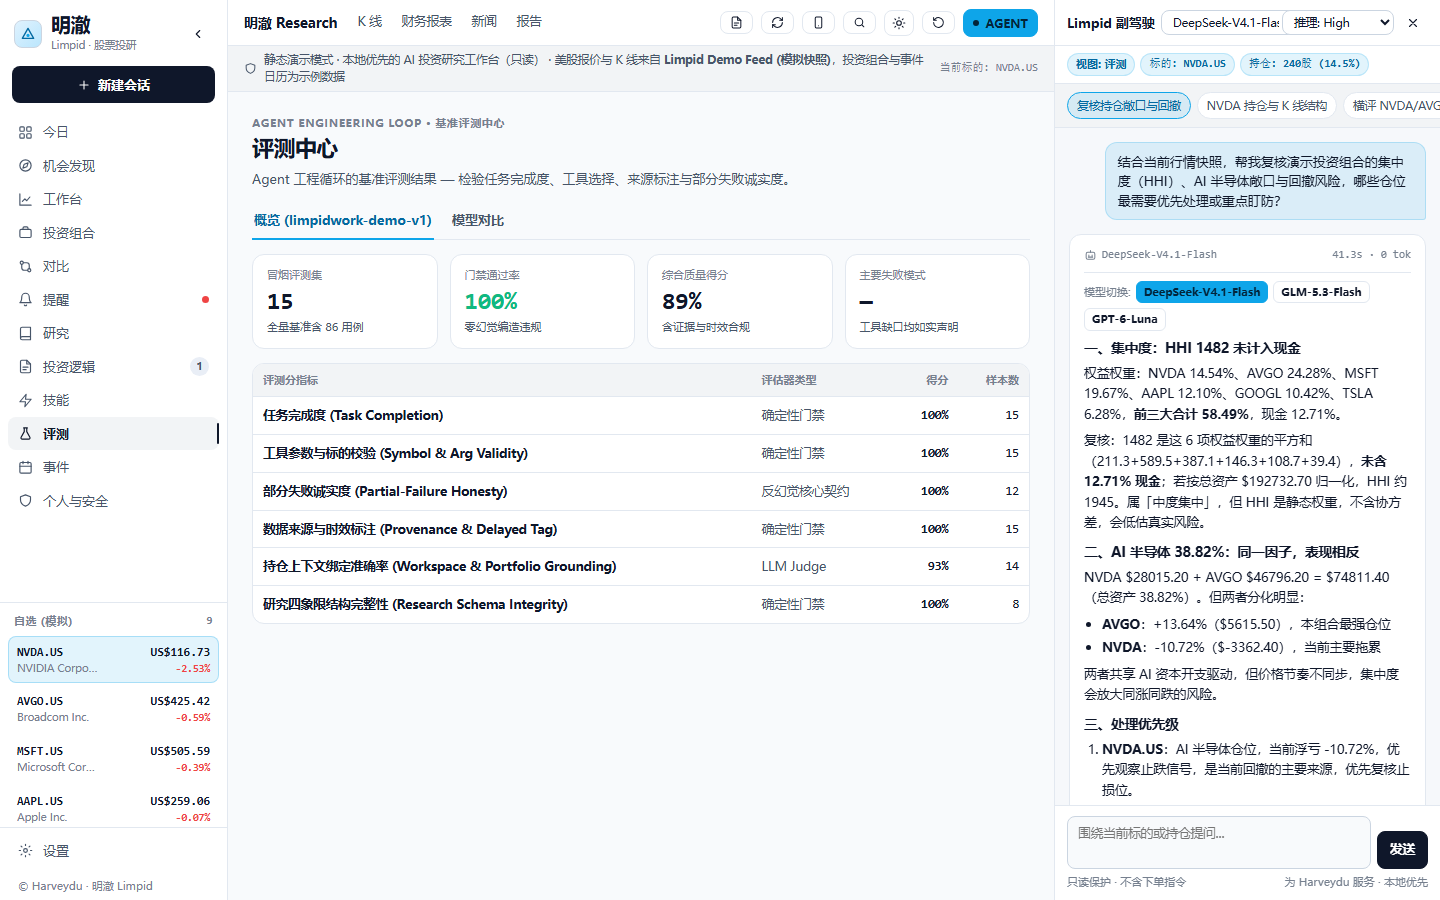 明澈
Limpid · 股票投研
新建会话
今日
机会发现
工作台
投资组合
对比
提醒
研究
投资逻辑 1
技能
评测
事件
个人与安全
自选 (模拟) 9
NVDA.US US$116.73
NVIDIA Corpo... -2.53%
AVGO.US US$425.42
Broadcom Inc. -0.59%
MSFT.US US$505.59
Microsoft Cor... -0.39%
AAPL.US US$259.06
Apple Inc. -0.07%
设置
© Harveydu · 明澈 Limpid
明澈 Research K 线 财务报表 新闻 报告 AGENT
静态演示模式 · 本地优先的 AI 投资研究工作台（只读） · 美股报价与 K 线来自 Limpid Demo Feed (模拟快照)，投资组合与事件
日历为示例数据
当前标的: NVDA.US
AGENT ENGINEERING LOOP • 基准评测中心
评测中心
Agent 工程循环的基准评测结果 — 检验任务完成度、工具选择、来源标注与部分失败诚实度。
概览 (limpidwork-demo-v1) 模型对比
冒烟评测集
15
全量基准含 86 用例
门禁通过率
100%
零幻觉编造违规
综合质量得分
89%
含证据与时效合规
主要失败模式
—
工具缺口均如实声明
评测分指标 评估器类型 得分 样本数
任务完成度 (Task Completion) 确定性门禁 100% 15
工具参数与标的校验 (Symbol & Arg Validity) 确定性门禁 100% 15
部分失败诚实度 (Partial-Failure Honesty) 反幻觉核心契约 100% 12
数据来源与时效标注 (Provenance & Delayed Tag) 确定性门禁 100% 15
持仓上下文绑定准确率 (Workspace & Portfolio Grounding) LLM Judge 93% 14
研究四象限结构完整性 (Research Schema Integrity) 确定性门禁 100% 8
Limpid 副驾驶 DeepSeek-V4.1-Flas 推理: High
视图: 评测 标的: NVDA.US 持仓: 240股 (14.5%)
复核持仓敞口与回撤 NVDA 持仓与 K 线结构 横评 NVDA/AVG
结合当前行情快照，帮我复核演示投资组合的集中
度（HHI）、AI 半导体敞口与回撤风险，哪些仓位
最需要优先处理或重点盯防？
DeepSeek-V4.1-Flash 41.3s · 0 tok
模型切换: DeepSeek-V4.1-Flash GLM-5.3-Flash
GPT-6-Luna
一、集中度：HHI 1482 未计入现金
权益权重：NVDA 14.54%、AVGO 24.28%、MSFT
19.67%、AAPL 12.10%、GOOGL 10.42%、TSLA
6.28%，前三大合计 58.49%，现金 12.71%。
复核：1482 是这 6 项权益权重的平方和
（211.3+589.5+387.1+146.3+108.7+39.4），未含
12.71% 现金；若按总资产 $192732.70 归一化，HHI 约
1945。属「中度集中」，但 HHI 是静态权重，不含协方
差，会低估真实风险。
二、AI 半导体 38.82%：同一因子，表现相反
NVDA $28015.20 + AVGO $46796.20 = $74811.40
（总资产 38.82%）。但两者分化明显：
• AVGO：+13.64%（$5615.50），本组合最强仓位
• NVDA：-10.72%（$-3362.40），当前主要拖累
两者共享 AI 资本开支驱动，但价格节奏不同步，集中度
会放大同涨同跌的风险。
三、处理优先级
1. NVDA.US：AI 半导体仓位，当前浮亏 -10.72%，优
先观察止跌信号，是当前回撤的主要来源，优先复核止
损位。
围绕当前标的或持仓提问...
发送
只读保护 · 不含下单指令 为 Harveydu 服务 · 本地优先